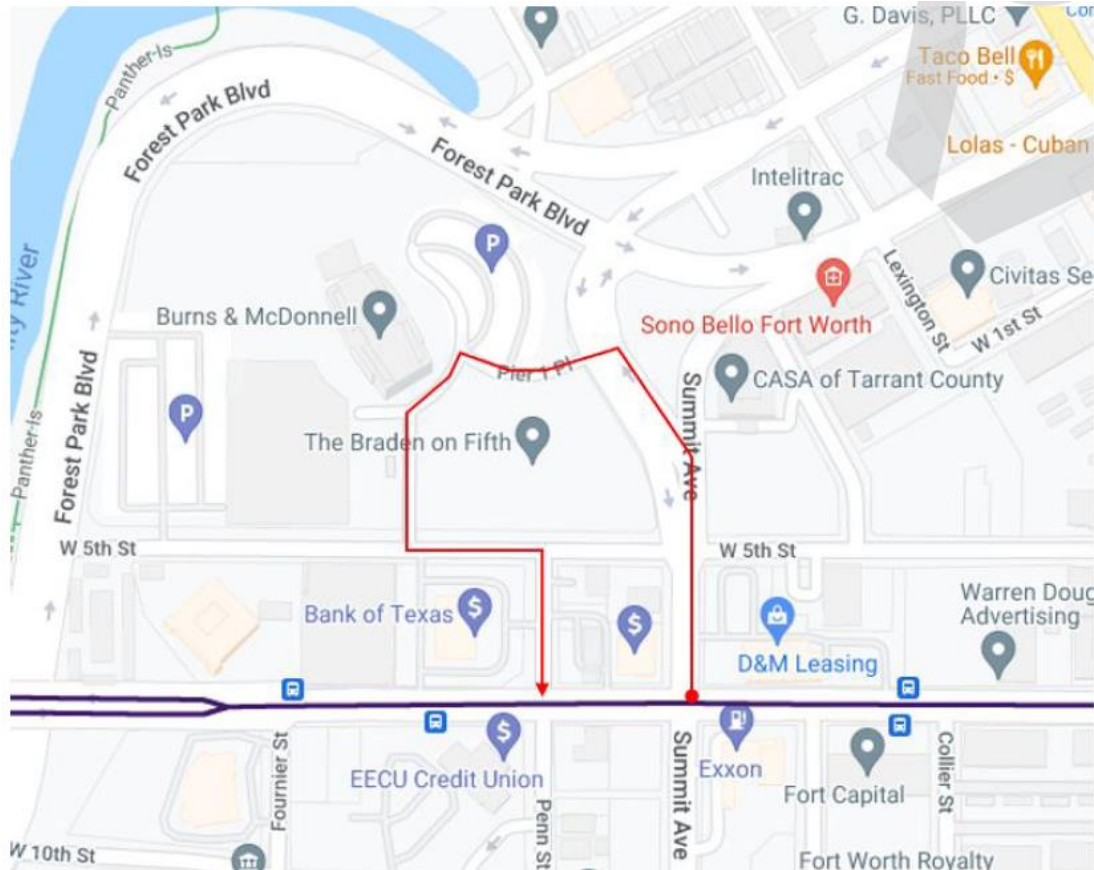 G. Davis, PLLC
Taco Bell
Fast Food • $
Panther-Is
Forest Park Blvd
Forest Park Blvd
Lolas - Cuban
Intelitrac
P
Lexington St
Civitas Se
Burns & McDonnell
Sono Bello Fort Worth
W 1st St
Pier 1 Pl
CASA of Tarrant County
Summit Ave
Forest Park Blvd
Panther-Is
P
The Braden on Fifth
W 5th St
W 5th St
Bank of Texas
$
$
Warren Doug
Advertising
D&M Leasing
$
EECU Credit Union
Exxon
Fournier St
Penn St
Summit Ave
Fort Capital
Collier St
W 10th St
Fort Worth Royalty